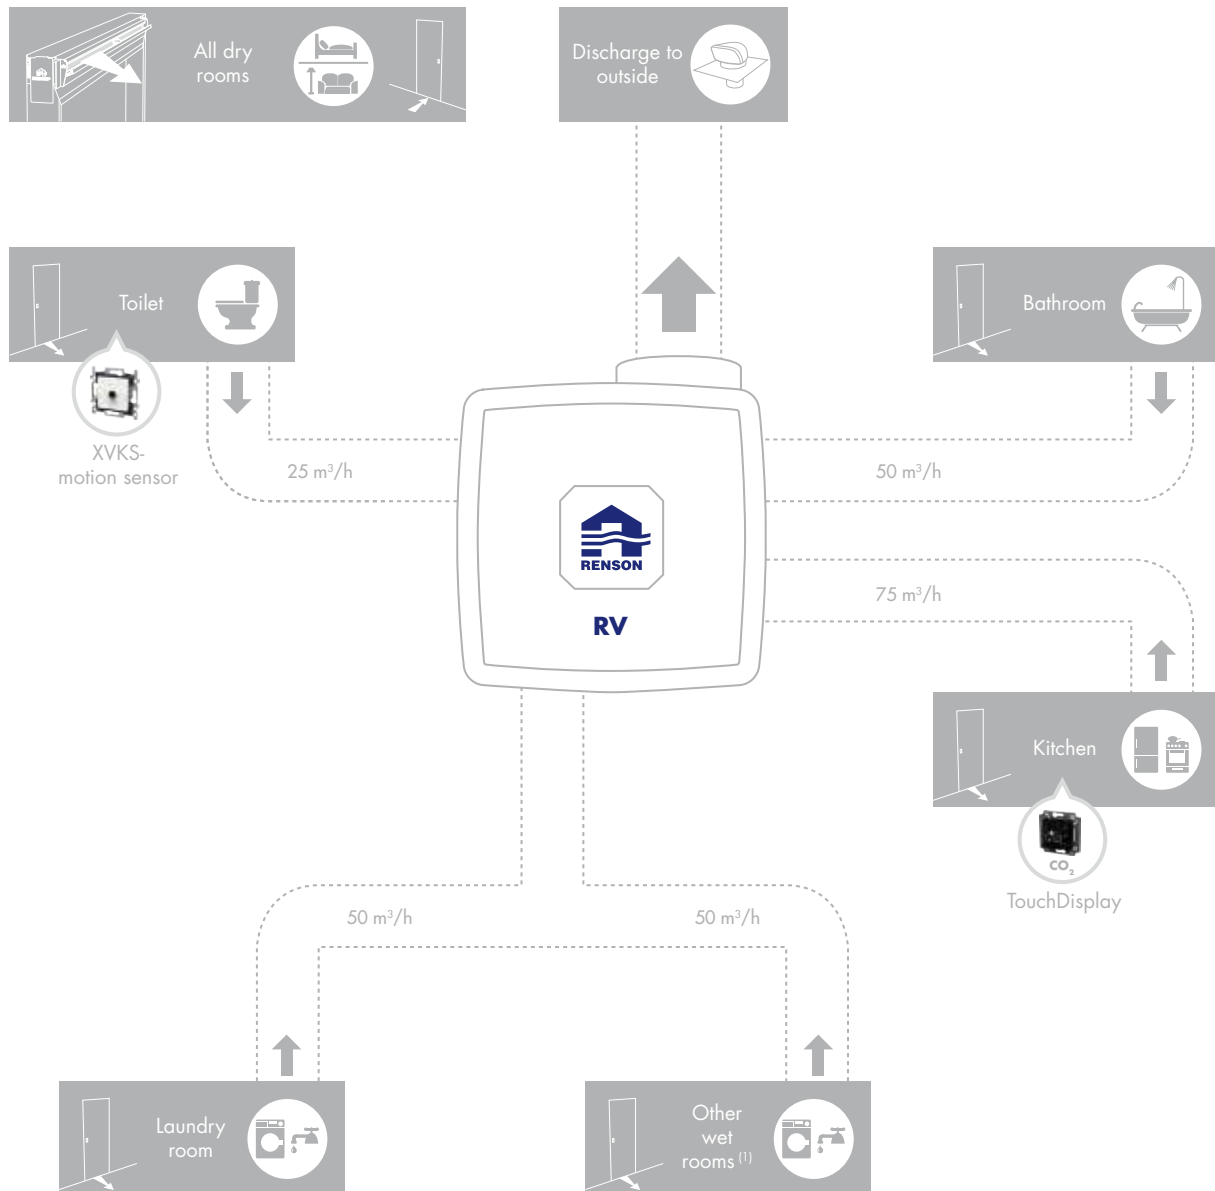 All dry
rooms
Discharge to
outside
Toilet
Bathroom
XVKS-
motion sensor
25 m³/h
50 m³/h
RENSON
RV
75 m³/h
Kitchen
CO₂
TouchDisplay
50 m³/h
50 m³/h
Laundry
room
Other
wet
rooms (1)